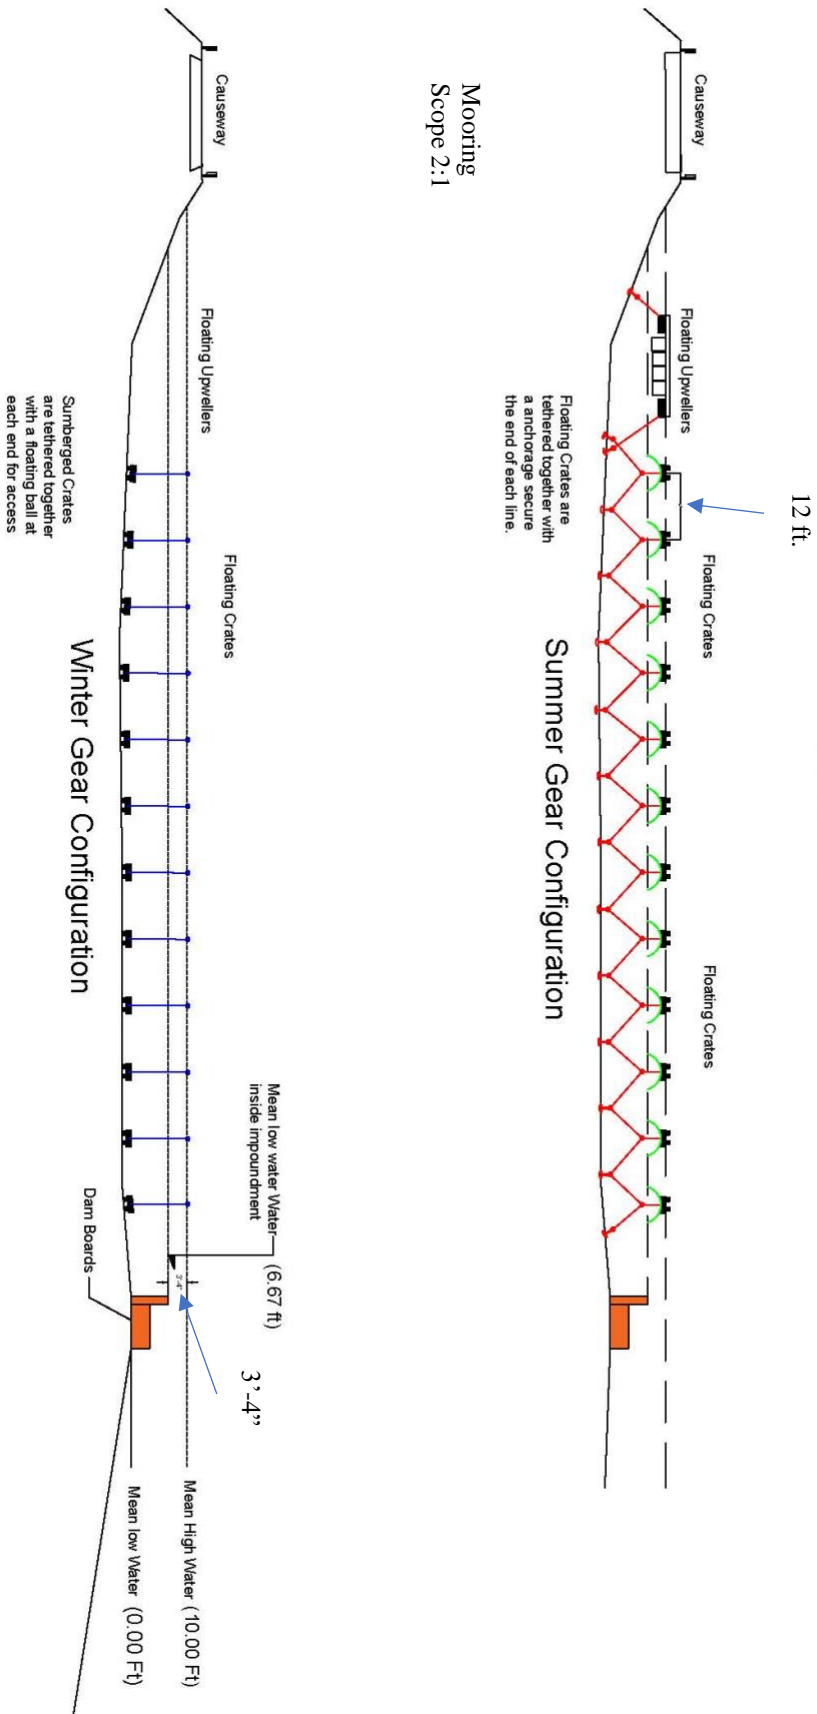 12 ft.
Causeway
Floating Upwellers
Floating Crates
Floating Crates
Floating Crates are
tethered together with
a anchorage secure
the end of each line.
Summer Gear Configuration
Mooring
Scope 2:1
Causeway
Floating Upwellers
Floating Crates
Mean low water Water
inside impoundment
(6.67 ft)
3'-4"
3'-4”
Mean High Water (10.00 Ft)
Mean low Water (0.00 Ft)
Dam Boards
Winter Gear Configuration
Sumberged Crates
are tethered together
with a floating ball at
each end for access